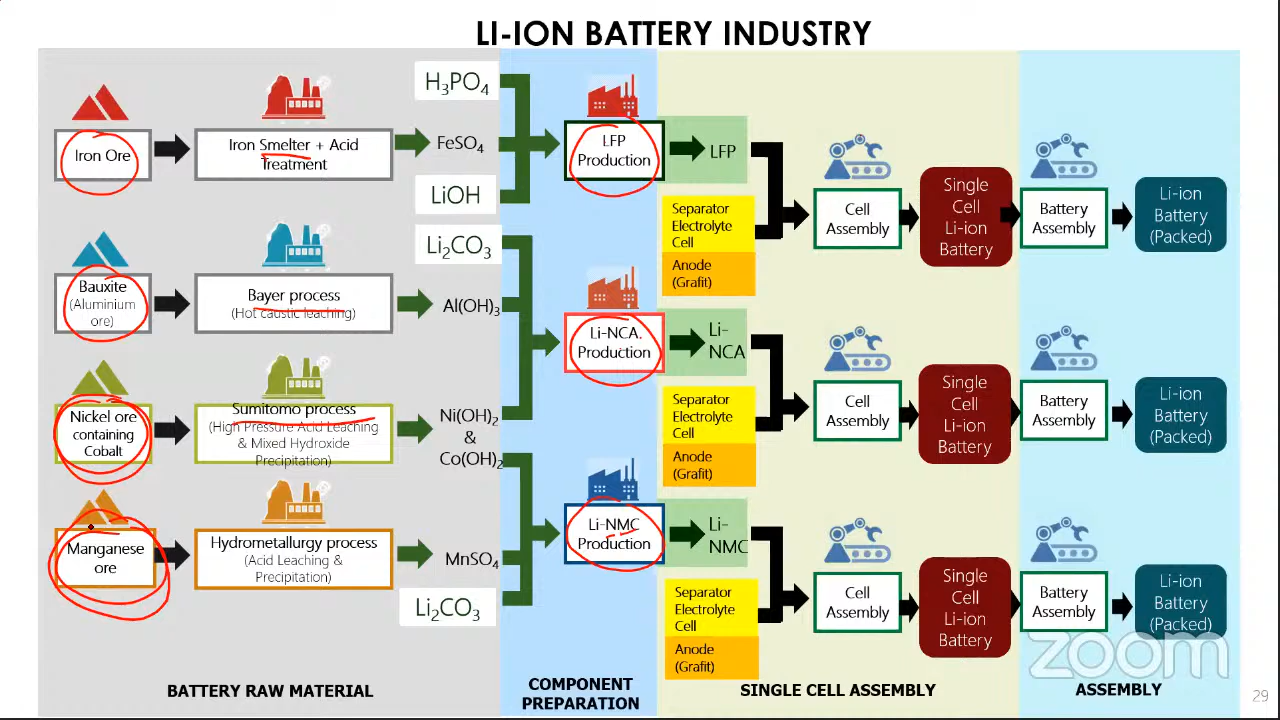 LI-ION BATTERY INDUSTRY
H3PO4
Iron Ore
Iron Smelter + Acid
Treatment
FeSO4
LiOH
LFP
Production
LFP
Separator
Electrolyte
Cell
Anode
(Grafit)
Cell
Assembly
Single
Cell
Li-ion
Battery
Battery
Assembly
Li-ion
Battery
(Packed)
Li2CO3
Bauxite
(Aluminium
ore)
Bayer process
(Hot caustic leaching)
Al(OH)3
Li-NCA.
Production
Li-
NCA
Separator
Electrolyte
Cell
Anode
(Grafit)
Cell
Assembly
Single
Cell
Li-ion
Battery
Battery
Assembly
Li-ion
Battery
(Packed)
Nickel ore
containing
Cobalt
Sumitomo process
(High Pressure Acid Leaching
& Mixed Hydroxide
Precipitation)
Ni(OH)2
&
Co(OH)2
Manganese
ore
Hydrometallurgy process
(Acid Leaching &
Precipitation)
MnSO4
Li2CO3
Li-NMC
Production
Li-
NMC
Separator
Electrolyte
Cell
Anode
(Grafit)
Cell
Assembly
Single
Cell
Li-ion
Battery
Battery
Assembly
Li-ion
Battery
(Packed)
zoom
BATTERY RAW MATERIAL
COMPONENT
PREPARATION
SINGLE CELL ASSEMBLY
ASSEMBLY
29